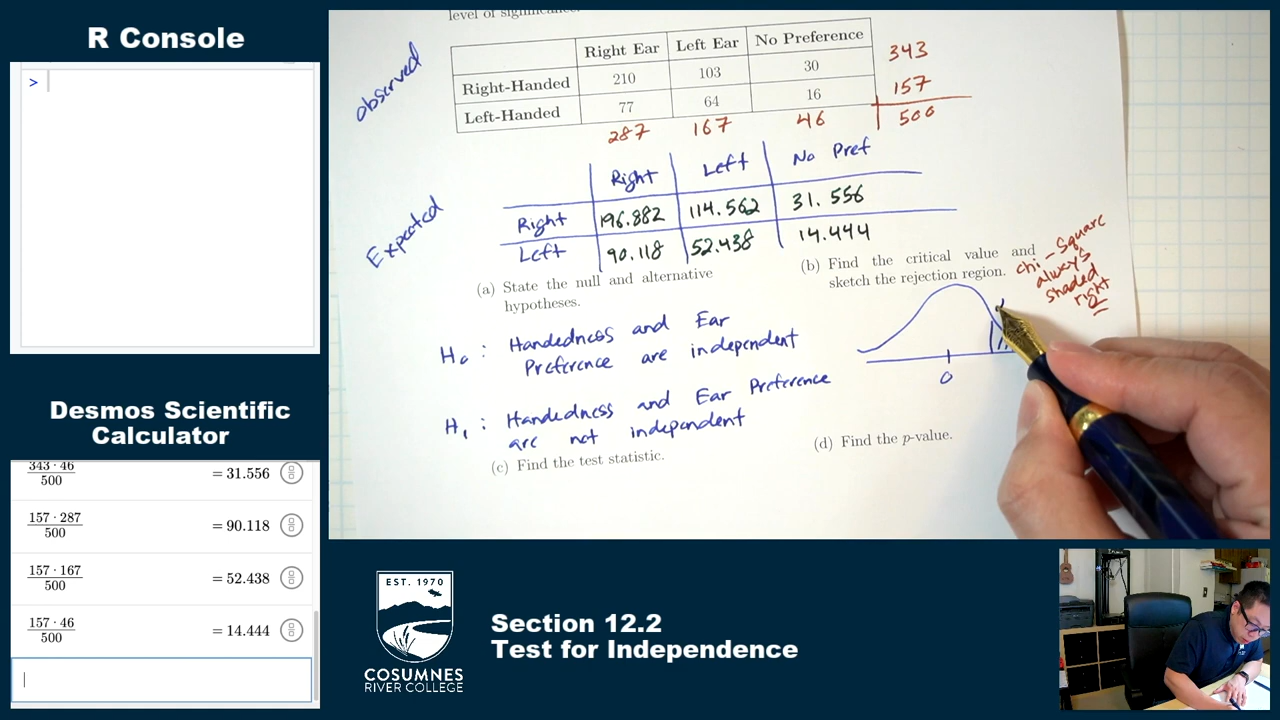 R Console
>
Desmos Scientific
Calculator
343 · 46
500
= 31.556
157 · 287
500
= 90.118
157 · 167
500
= 52.438
157 · 46
500
= 14.444
level of significance.
observed
Right Ear Left Ear No Preference
Right-Handed 210 103 30 343
Left-Handed 77 64 16 157
287 167 46 500
Expected
Right Left No Pref
Right 196.882 114.562 31.556
Left 90.118 52.438 14.444
(a) State the null and alternative
hypotheses.
H₀ : Handedness and Ear
Preference are independent
H₁ : Handedness and Ear Preference
are not independent
(b) Find the critical value and
sketch the rejection region.
chi-square
always
shaded
right
0
(c) Find the test statistic.
(d) Find the p-value.
EST. 1970
COSUMNES
RIVER COLLEGE
Section 12.2
Test for Independence